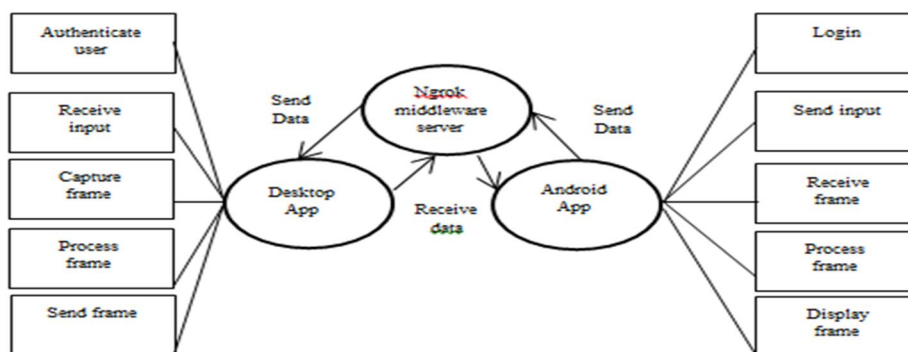 Authenticate
user
Receive
input
Capture
frame
Process
frame
Send frame
Send
Data
Ngrok
middleware
server
Send
Data
Desktop
App
Receive
data
Android
App
Login
Send input
Receive
frame
Process
frame
Display
frame